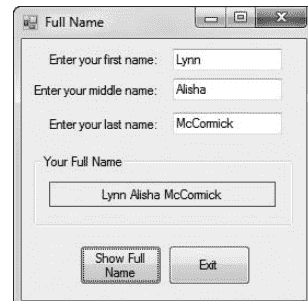 Full Name
Enter your first name: Lynn
Enter your middle name: Alisha
Enter your last name: McCormick
Your Full Name
Lynn Alisha McCormick
Show Full
Name
Exit